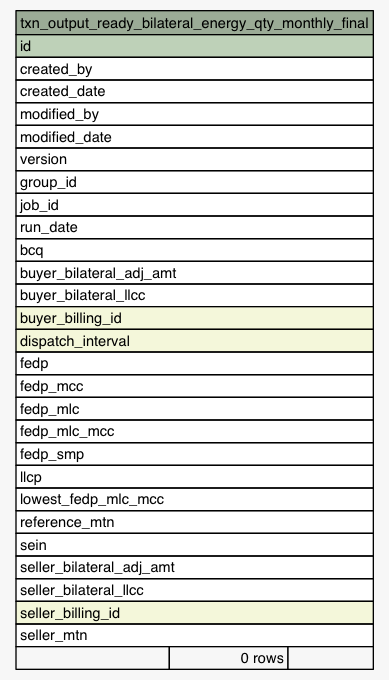 txn_output_ready_bilateral_energy_qty_monthly_final
id
created_by
created_date
modified_by
modified_date
version
group_id
job_id
run_date
bcq
buyer_bilateral_adj_amt
buyer_bilateral_llcc
buyer_billing_id
dispatch_interval
fedp
fedp_mcc
fedp_mlc
fedp_mlc_mcc
fedp_smp
llcp
lowest_fedp_mlc_mcc
reference_mtn
sein
seller_bilateral_adj_amt
seller_bilateral_llcc
seller_billing_id
seller_mtn
0 rows